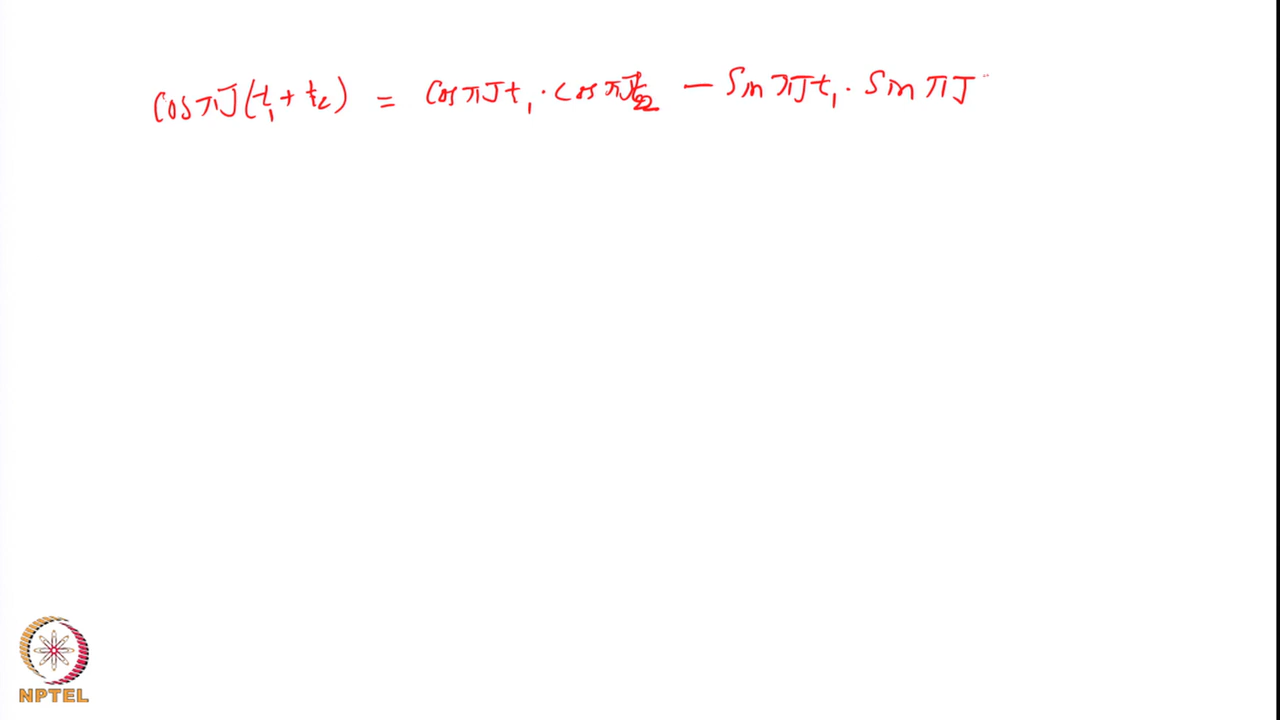 cos πJ(t₁ + t₂) = cos πJt₁ · cos πJt₂ − sin πJt₁ · sin πJ
NPTEL